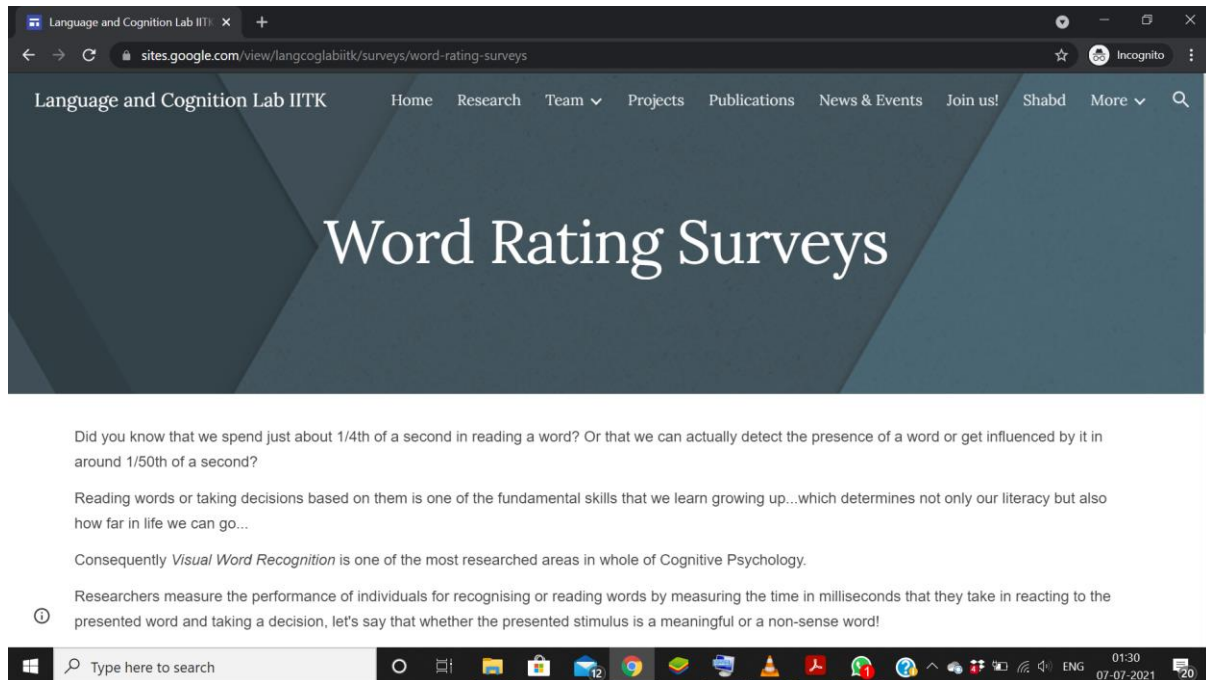 Language and Cognition Lab IITK
sites.google.com/view/langcoglabiitk/surveys/word-rating-surveys
Incognito
Language and Cognition Lab IITK Home Research Team Projects Publications News & Events Join us! Shabd More
Word Rating Surveys
Did you know that we spend just about 1/4th of a second in reading a word? Or that we can actually detect the presence of a word or get influenced by it in
around 1/50th of a second?
Reading words or taking decisions based on them is one of the fundamental skills that we learn growing up...which determines not only our literacy but also
how far in life we can go...
Consequently Visual Word Recognition is one of the most researched areas in whole of Cognitive Psychology.
Researchers measure the performance of individuals for recognising or reading words by measuring the time in milliseconds that they take in reacting to the
presented word and taking a decision, let's say that whether the presented stimulus is a meaningful or a non-sense word!
Type here to search
12
1
ENG
01:30
07-07-2021
20